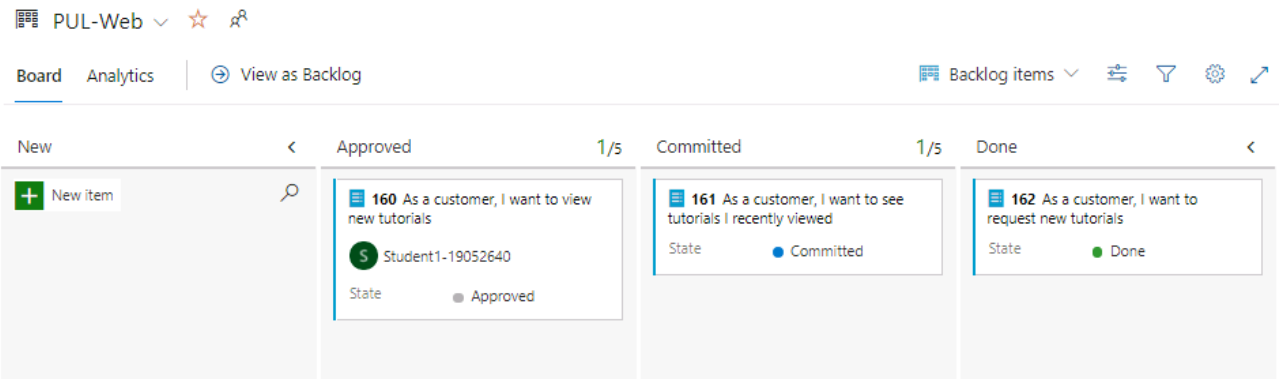 PUL-Web
Board Analytics View as Backlog Backlog items
New Approved 1/5 Committed 1/5 Done
New item
160 As a customer, I want to view
new tutorials
S Student1-19052640
State Approved
161 As a customer, I want to see
tutorials I recently viewed
State Committed
162 As a customer, I want to
request new tutorials
State Done